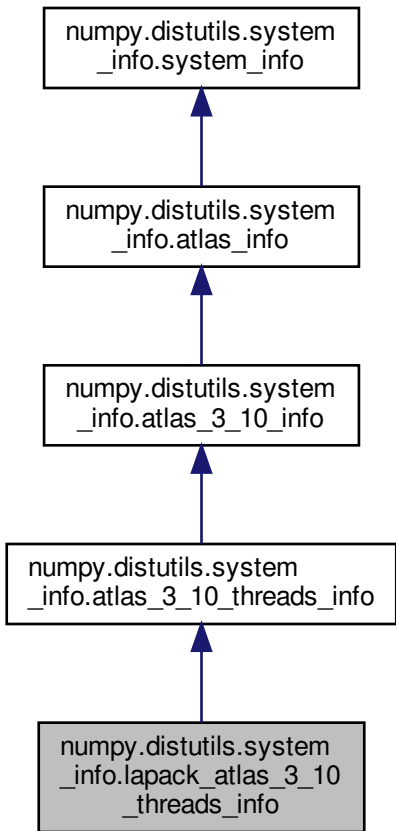 numpy.distutils.system
_info.system_info
numpy.distutils.system
_info.atlas_info
numpy.distutils.system
_info.atlas_3_10_info
numpy.distutils.system
_info.atlas_3_10_threads_info
numpy.distutils.system
_info.lapack_atlas_3_10
_threads_info